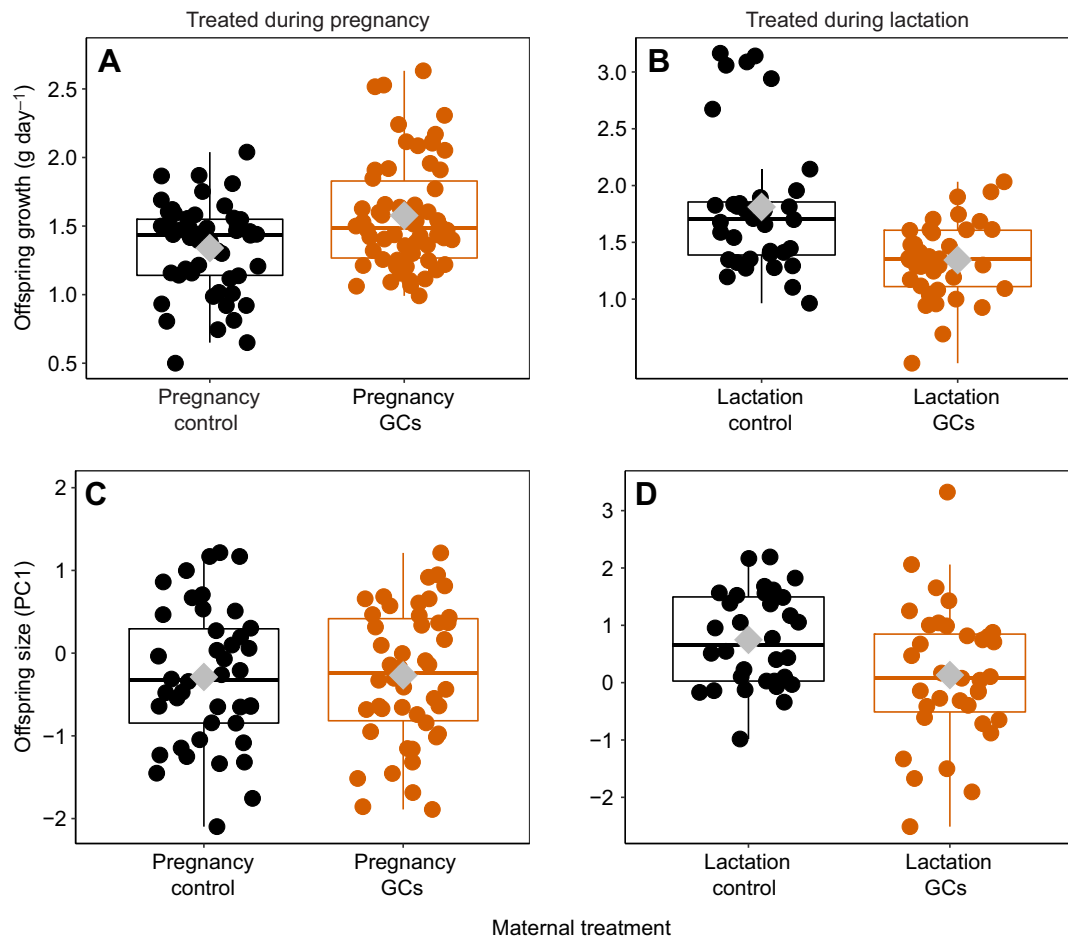 Treated during pregnancy
Treated during lactation
A
B
Offspring growth (g day⁻¹)
2.5
2.0
1.5
1.0
0.5
3.0
2.5
2.0
1.5
1.0
Pregnancy
control
Pregnancy
GCs
Lactation
control
Lactation
GCs
C
D
Offspring size (PC1)
2
1
0
−1
−2
3
2
1
0
−1
−2
Pregnancy
control
Pregnancy
GCs
Lactation
control
Lactation
GCs
Maternal treatment